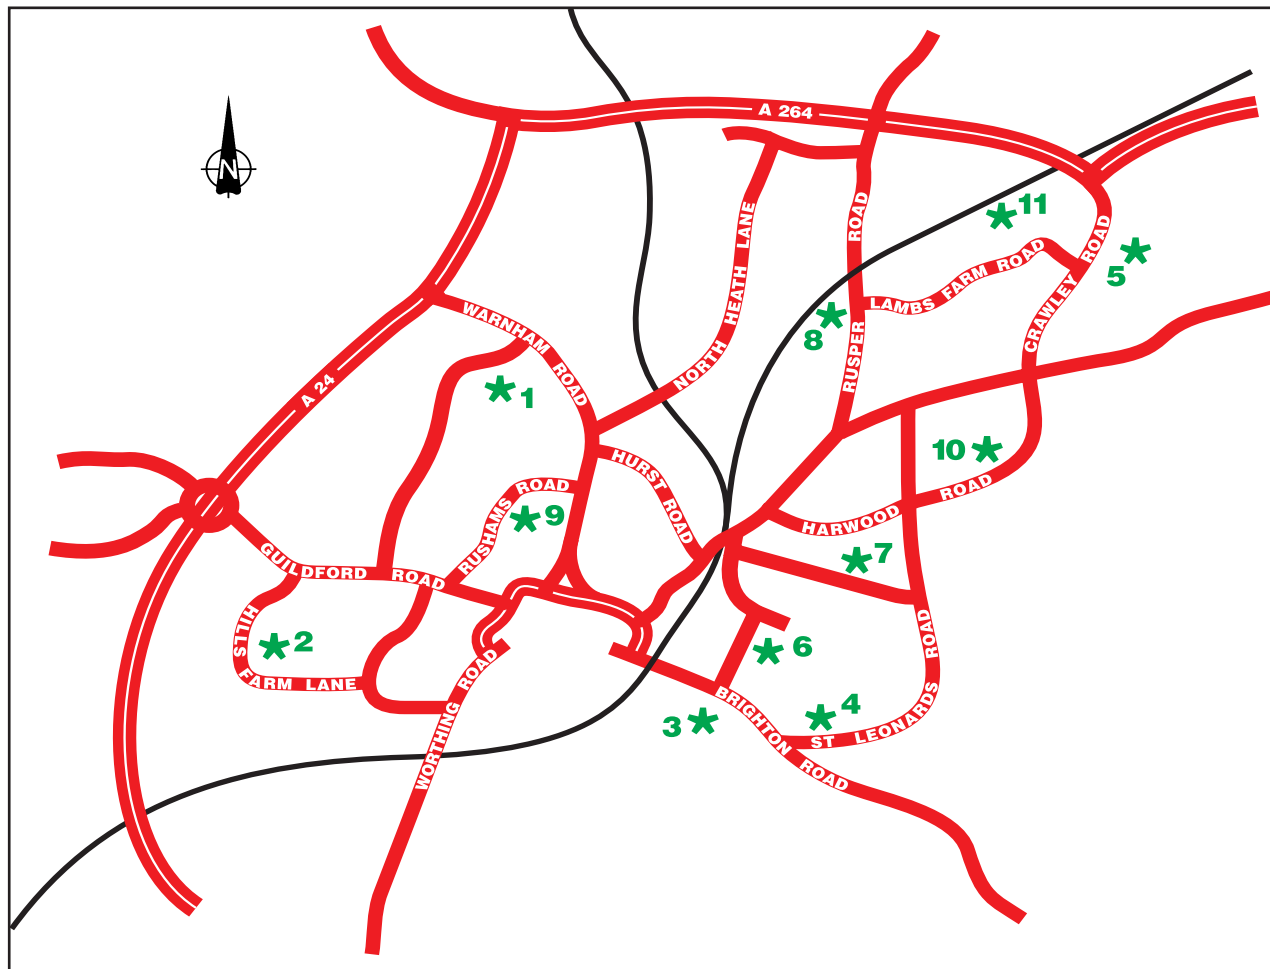 A 264
N
11
ROAD
ROAD
5
HEATH LANE
LAMBS FARM ROAD
CRAWLEY
WARNHAM ROAD
8
RUSPER
NORTH
A 24
1
10
HURST ROAD
ROAD
RUSHAMS ROAD
9
HARWOOD
GUILDFORD ROAD
7
HILLS
2
ROAD
6
FARM LANE
ROAD
BRIGHTON ROAD
3
4
ST LEONARDS
WORTHING